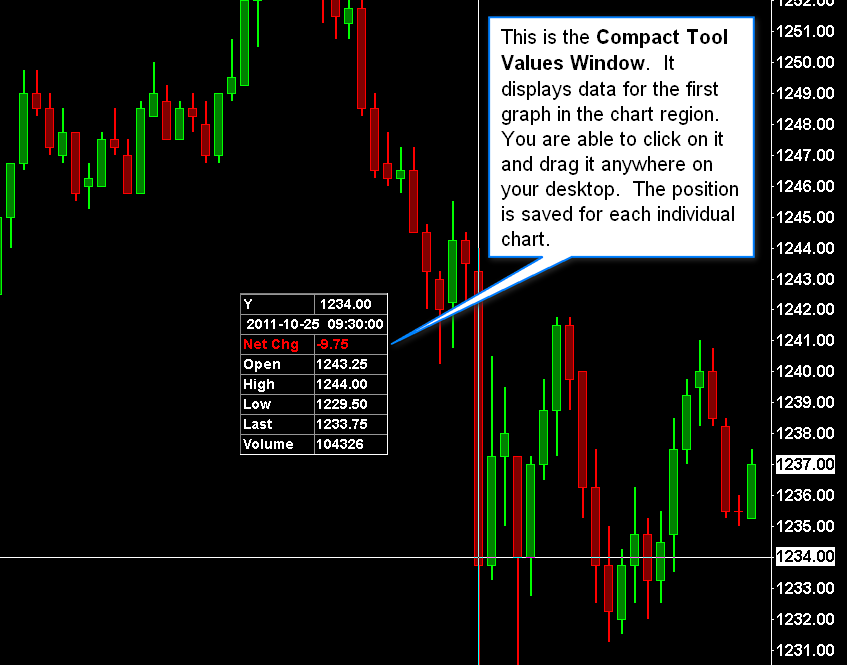 This is the Compact Tool
Values Window. It
displays data for the first
graph in the chart region.
You are able to click on it
and drag it anywhere on
your desktop. The position
is saved for each individual
chart.
Y 1234.00
2011-10-25 09:30:00
Net Chg -9.75
Open 1243.25
High 1244.00
Low 1229.50
Last 1233.75
Volume 104326
1252.00
1251.00
1250.00
1249.00
1248.00
1247.00
1246.00
1245.00
1244.00
1243.00
1242.00
1241.00
1240.00
1239.00
1238.00
1237.00
1236.00
1235.00
1234.00
1233.00
1232.00
1231.00